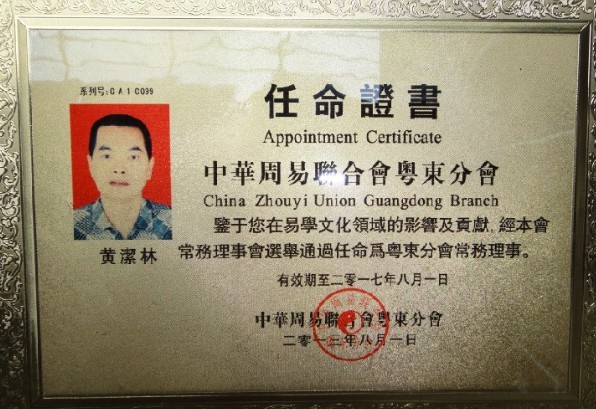 系列号:CA1C099
任命證書
Appointment Certificate
中華周易聯合會粤東分會
China Zhouyi Union Guangdong Branch
鑒于您在易學文化領域的影響及貢獻，經本會
常務理事會選舉通過任命爲粤東分會常務理事。
黄潔林
有效期至二零一七年八月一日
中華周易聯合會粤東分會
二零一三年八月一日